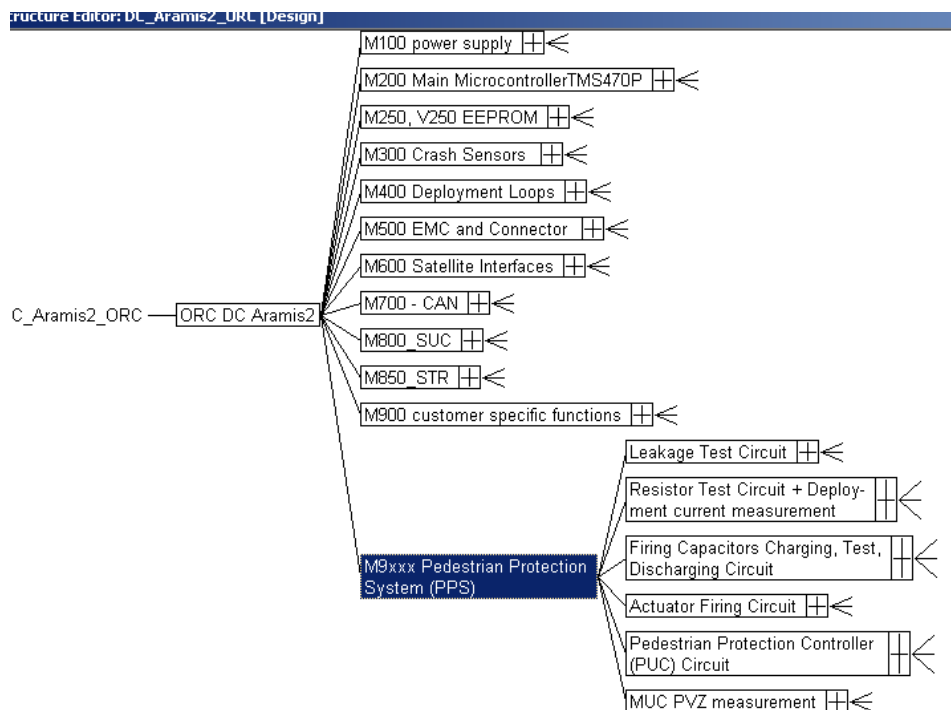 tructure Editor: DC_Aramis2_ORC [Design]
M100 power supply
M200 Main MicrocontrollerTMS470P
M250, V250 EEPROM
M300 Crash Sensors
M400 Deployment Loops
M500 EMC and Connector
M600 Satellite Interfaces
M700 - CAN
C_Aramis2_ORC
ORC DC Aramis2
M800_SUC
M850_STR
M900 customer specific functions
Leakage Test Circuit
Resistor Test Circuit + Deploy-
ment current measurement
Firing Capacitors Charging, Test,
Discharging Circuit
M9xxx Pedestrian Protection
System (PPS)
Actuator Firing Circuit
Pedestrian Protection Controller
(PUC) Circuit
MUC PVZ measurement